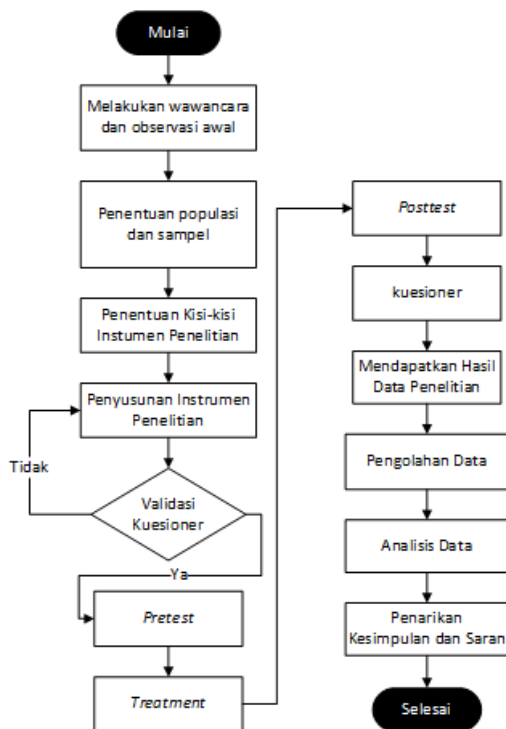 Mulai
Melakukan wawancara
dan observasi awal
Penentuan populasi
dan sampel
Penentuan Kisi-kisi
Instumen Penelitian
Penyusunan Instrumen
Penelitian
Tidak
Validasi
Kuesioner
Ya
Pretest
Treatment
Posttest
kuesioner
Mendapatkan Hasil
Data Penelitian
Pengolahan Data
Analisis Data
Penarikan
Kesimpulan dan Saran
Selesai